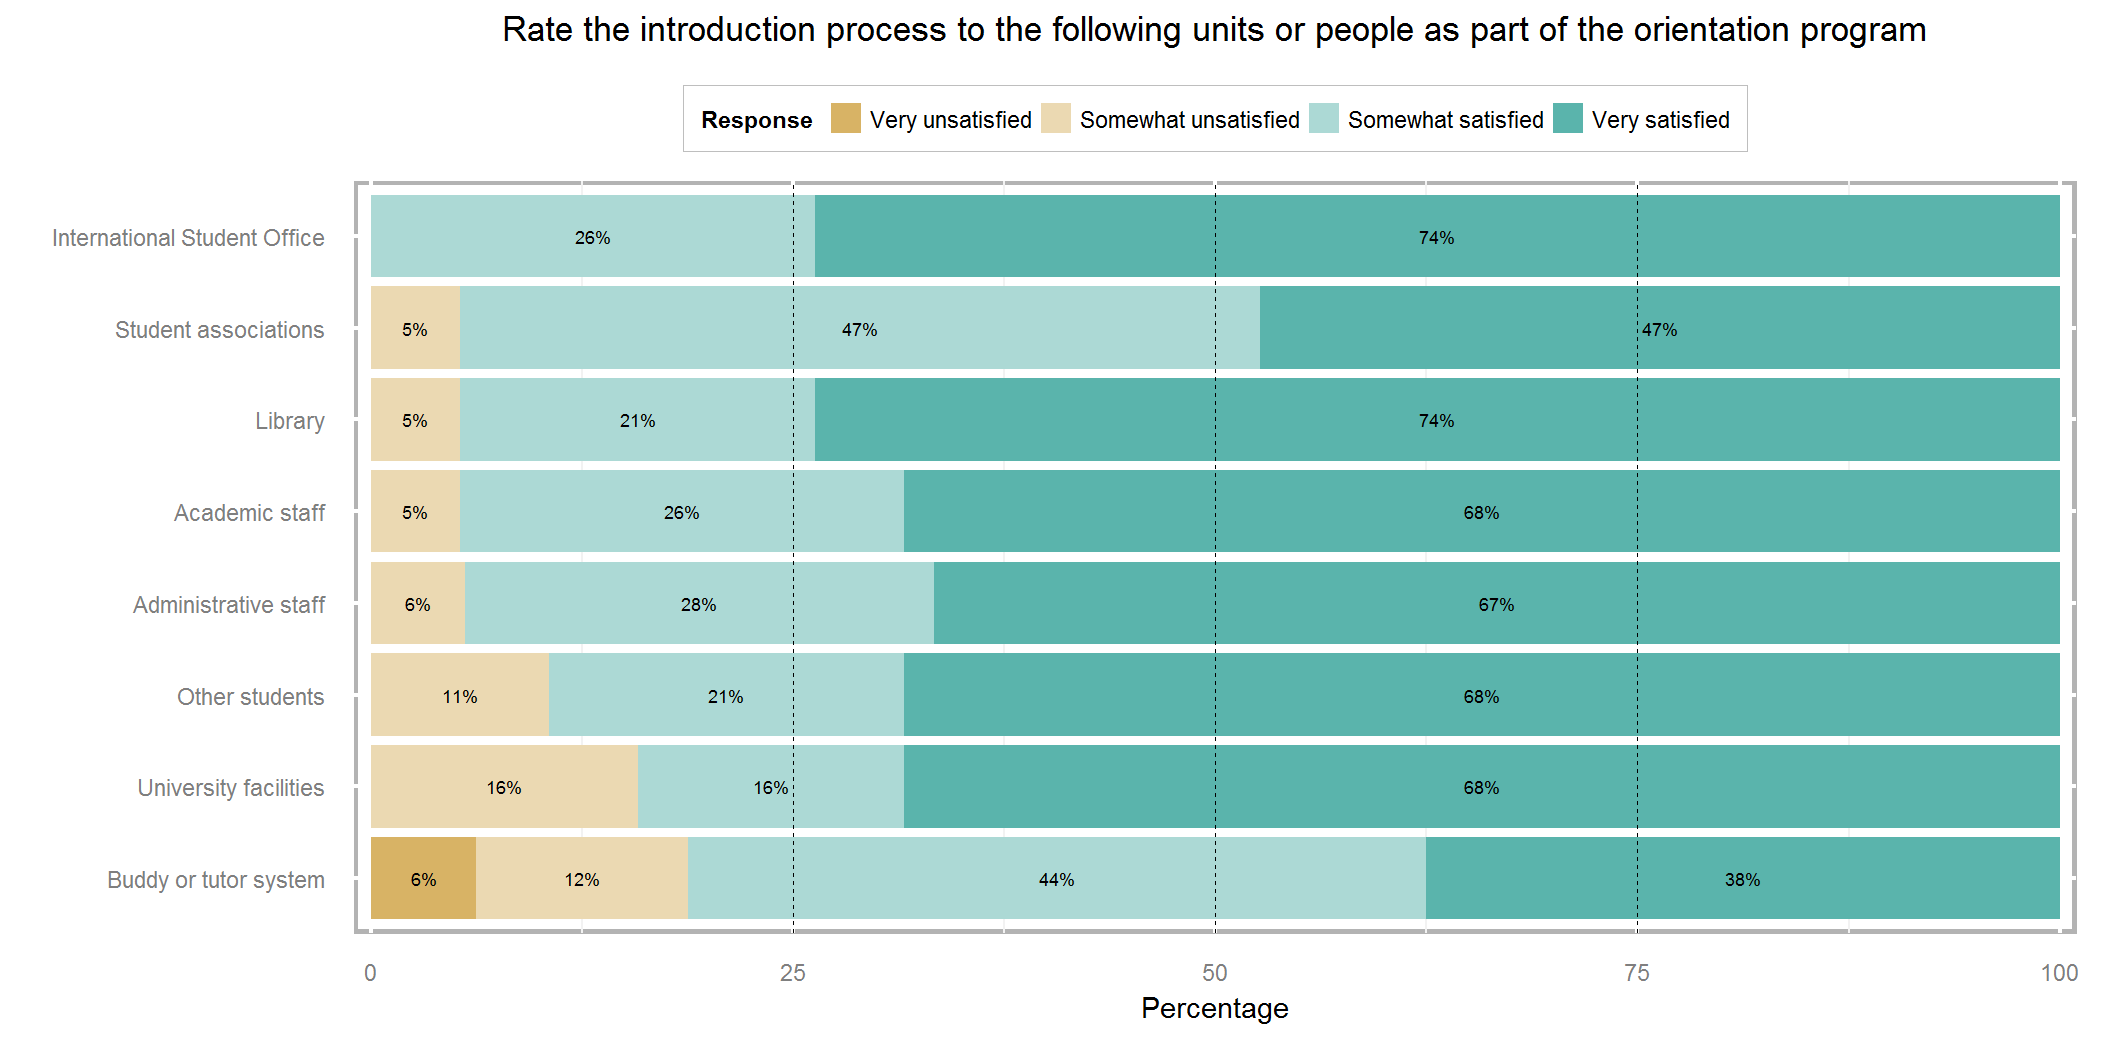 Rate the introduction process to the following units or people as part of the orientation program
Response Very unsatisfied Somewhat unsatisfied Somewhat satisfied Very satisfied
International Student Office 26% 74%
Student associations 5% 47% 47%
Library 5% 21% 74%
Academic staff 5% 26% 68%
Administrative staff 6% 28% 67%
Other students 11% 21% 68%
University facilities 16% 16% 68%
Buddy or tutor system 6% 12% 44% 38%
0 25 50 75 100
Percentage